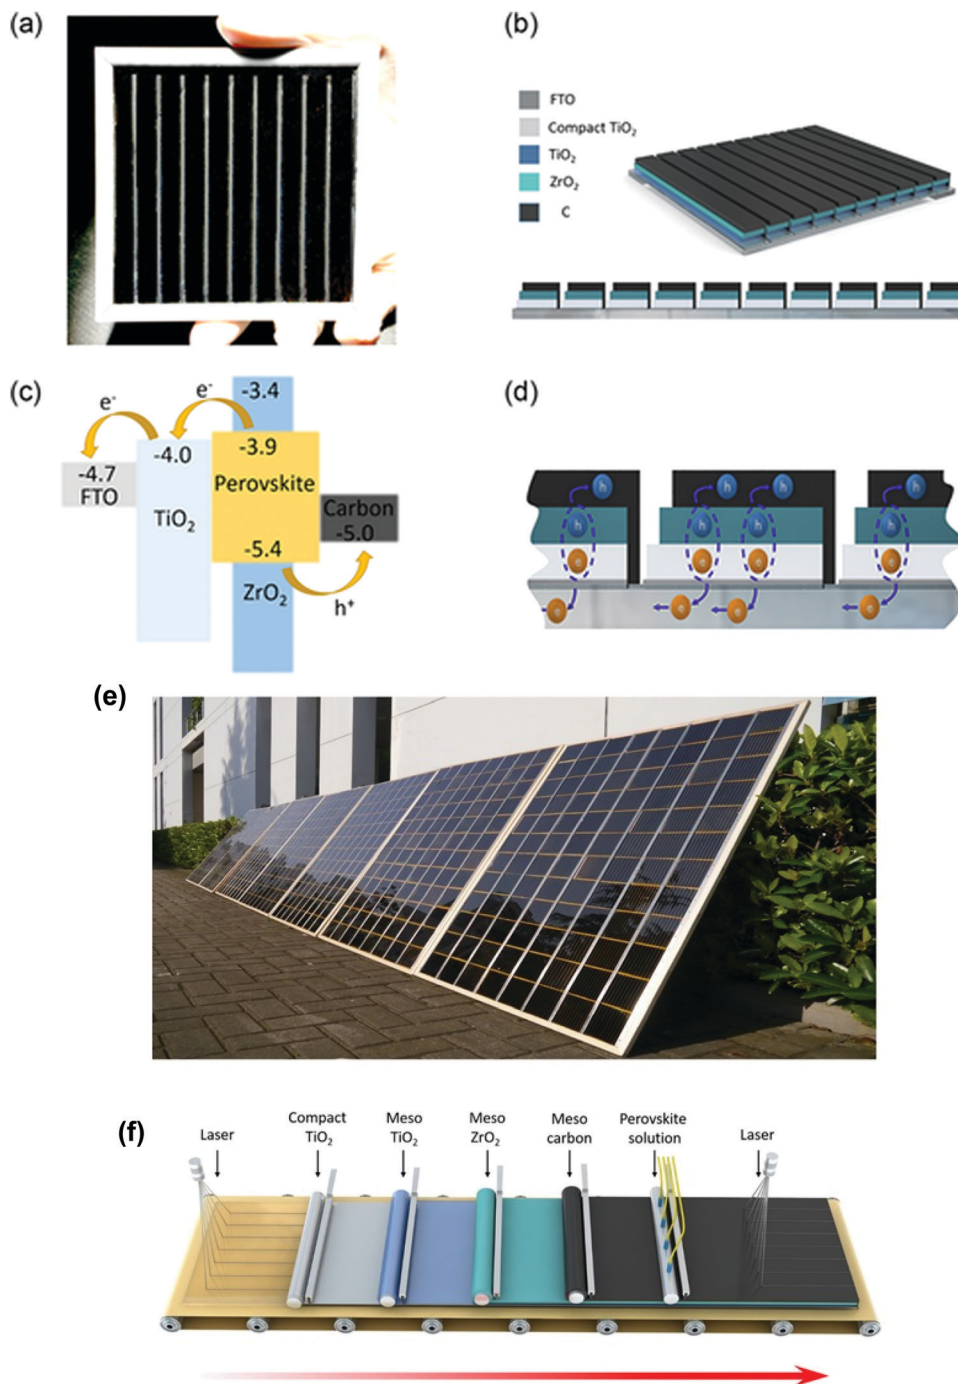 (a)
(b)
FTO
Compact TiO₂
TiO₂
ZrO₂
C
(c)
e⁻
e⁻
-3.4
-3.9
-4.0
-4.7
FTO
TiO₂
Perovskite
Carbon
-5.0
-5.4
ZrO₂
h⁺
(d)
h
h
h
h
h
h
h
h
e
e
e
e
e
e
e
e
(e)
(f)
Laser
Compact
TiO₂
Meso
TiO₂
Meso
ZrO₂
Meso
carbon
Perovskite
solution
Laser